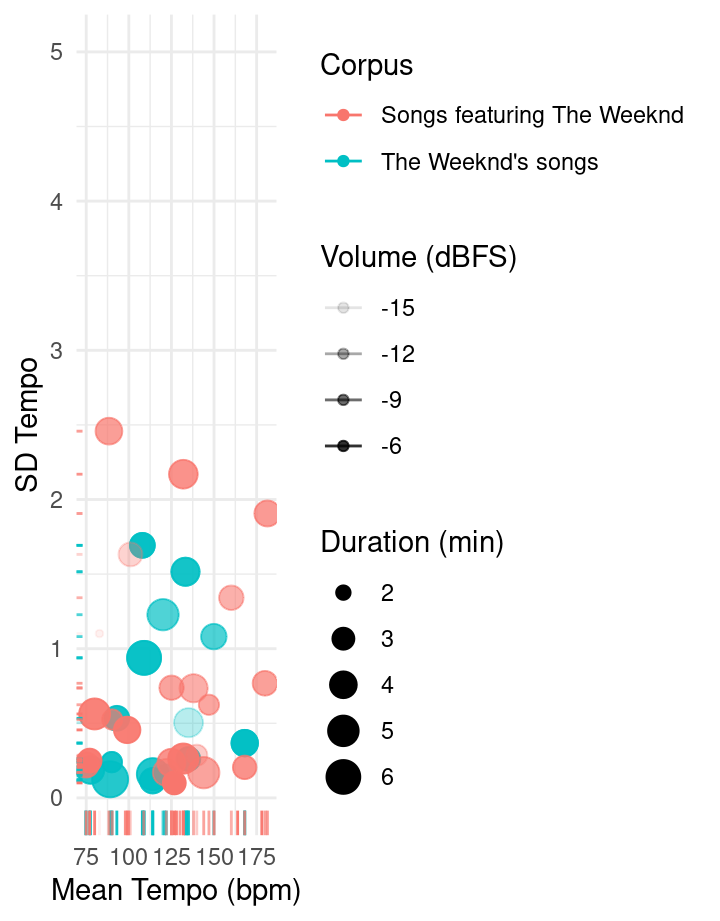 5
4
3
2
1
0
SD Tempo
75 100 125 150 175
Mean Tempo (bpm)
Corpus
Songs featuring The Weeknd
The Weeknd's songs
Volume (dBFS)
-15
-12
-9
-6
Duration (min)
2
3
4
5
6